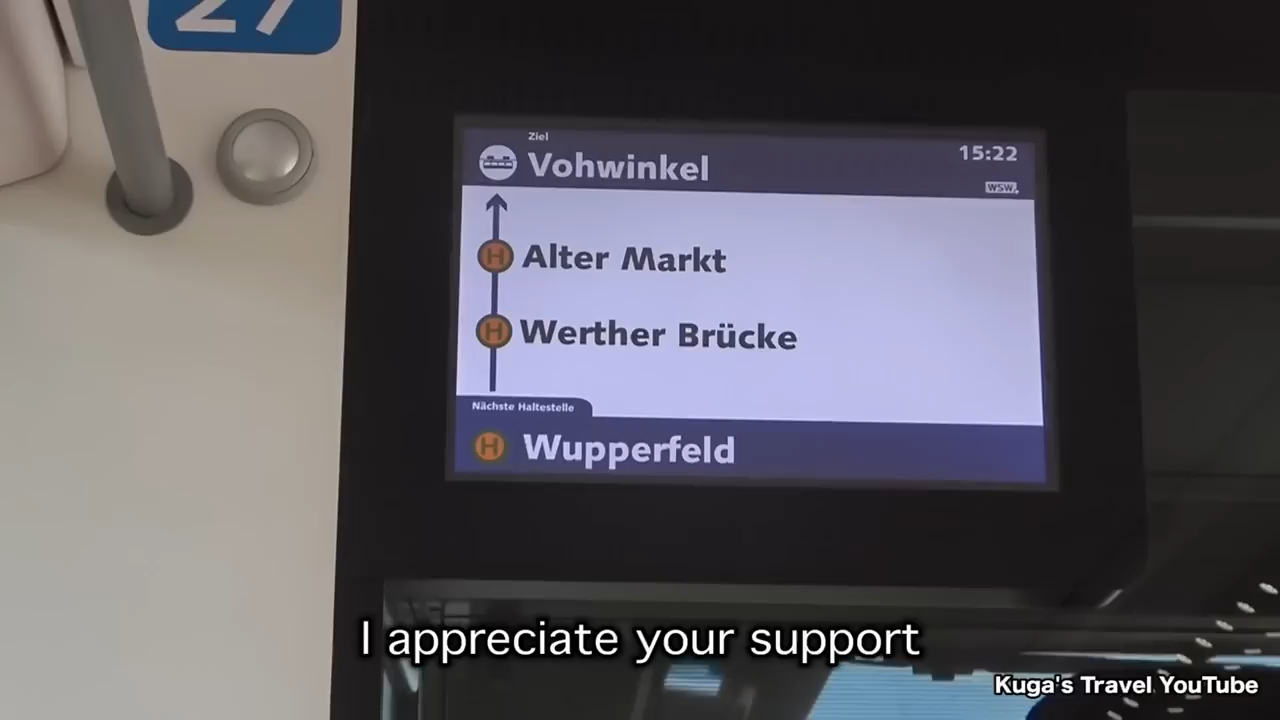 27
Ziel
Vohwinkel
15:22
WSW.
Alter Markt
Werther Brücke
Nächste Haltestelle
Wupperfeld
I appreciate your support
Kuga's Travel YouTube